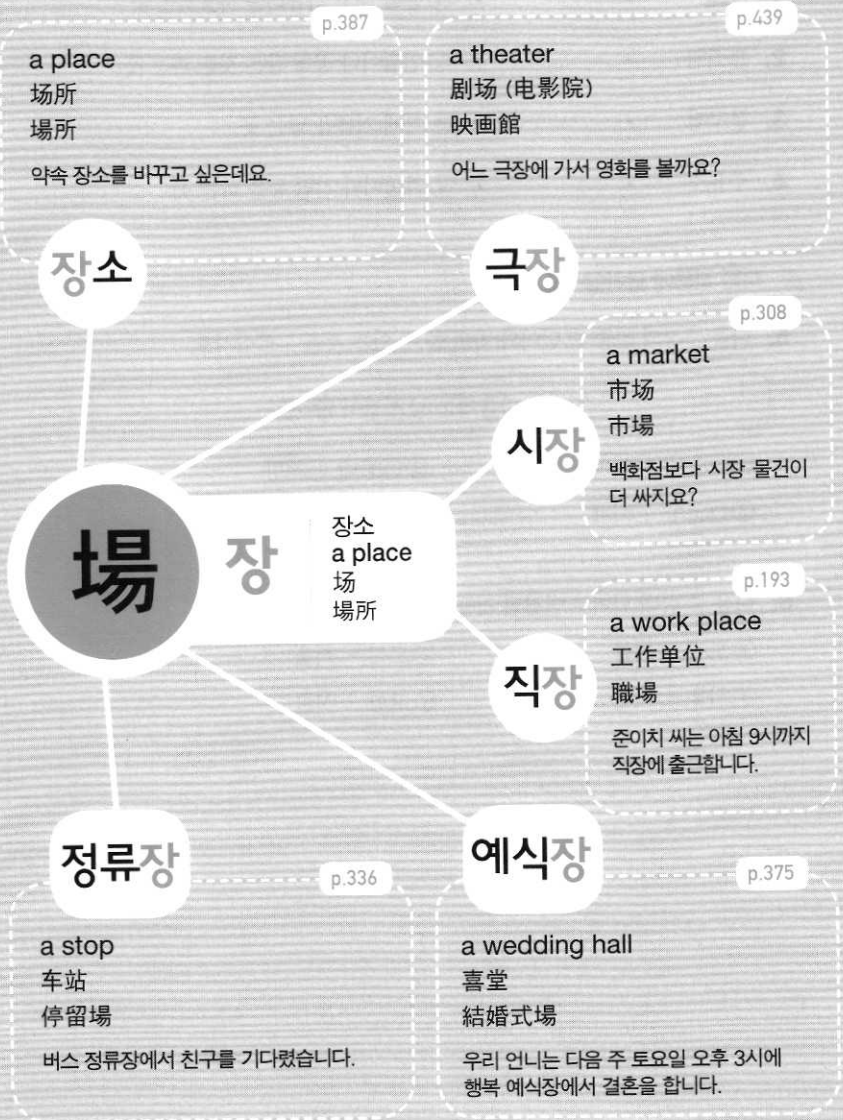 p.387
a place
场所
場所
약속 장소를 바꾸고 싶은데요.
장소
p.439
a theater
剧场 (电影院)
映画館
어느 극장에 가서 영화를 볼까요?
극장
p.308
a market
市场
市場
백화점보다 시장 물건이
더 싸지요?
시장
場
장
장소
a place
场
場所
p.193
a work place
工作单位
職場
준이치 씨는 아침 9시까지
직장에 출근합니다.
직장
정류장
p.336
a stop
车站
停留場
버스 정류장에서 친구를 기다렸습니다.
예식장
p.375
a wedding hall
喜堂
結婚式場
우리 언니는 다음 주 토요일 오후 3시에
행복 예식장에서 결혼을 합니다.